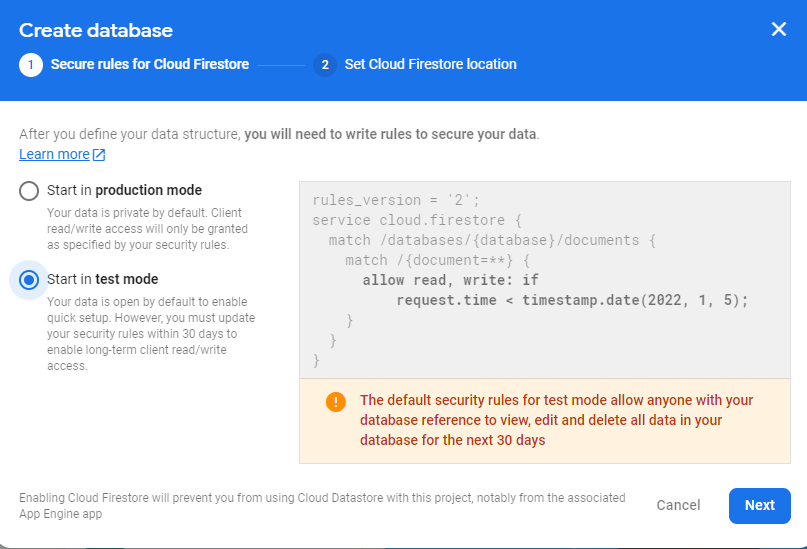 Create database
1 Secure rules for Cloud Firestore
2 Set Cloud Firestore location
After you define your data structure, you will need to write rules to secure your data.
Learn more
Start in production mode
Your data is private by default. Client
read/write access will only be granted
as specified by your security rules.
Start in test mode
Your data is open by default to enable
quick setup. However, you must update
your security rules within 30 days to
enable long-term client read/write
access.
rules_version = '2';
service cloud.firestore {
  match /databases/{database}/documents {
    match /{document=**} {
      allow read, write: if
          request.time < timestamp.date(2022, 1, 5);
    }
  }
}
! The default security rules for test mode allow anyone with your
database reference to view, edit and delete all data in your
database for the next 30 days
Enabling Cloud Firestore will prevent you from using Cloud Datastore with this project, notably from the associated
App Engine app
Cancel
Next